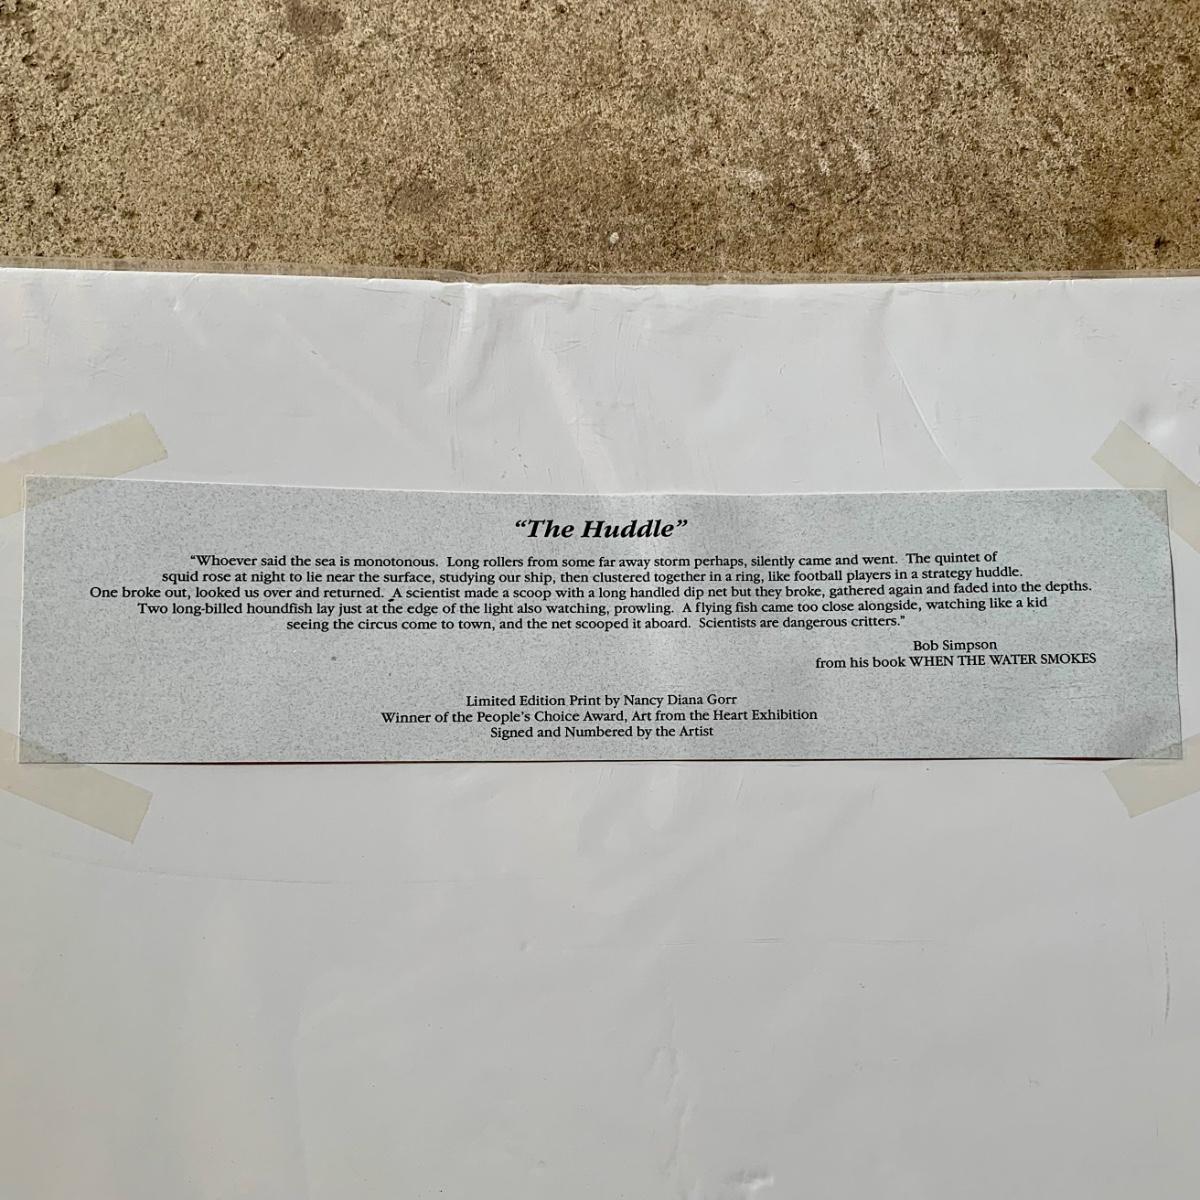 “The Huddle”
“Whoever said the sea is monotonous. Long rollers from some far away storm perhaps, silently came and went. The quintet of
squid rose at night to lie near the surface, studying our ship, then clustered together in a ring, like football players in a strategy huddle.
One broke out, looked us over and returned. A scientist made a scoop with a long handled dip net but they broke, gathered again and faded into the depths.
Two long-billed houndfish lay just at the edge of the light also watching, prowling. A flying fish came too close alongside, watching like a kid
seeing the circus come to town, and the net scooped it aboard. Scientists are dangerous critters.”
Bob Simpson
from his book WHEN THE WATER SMOKES
Limited Edition Print by Nancy Diana Gorr
Winner of the People’s Choice Award, Art from the Heart Exhibition
Signed and Numbered by the Artist